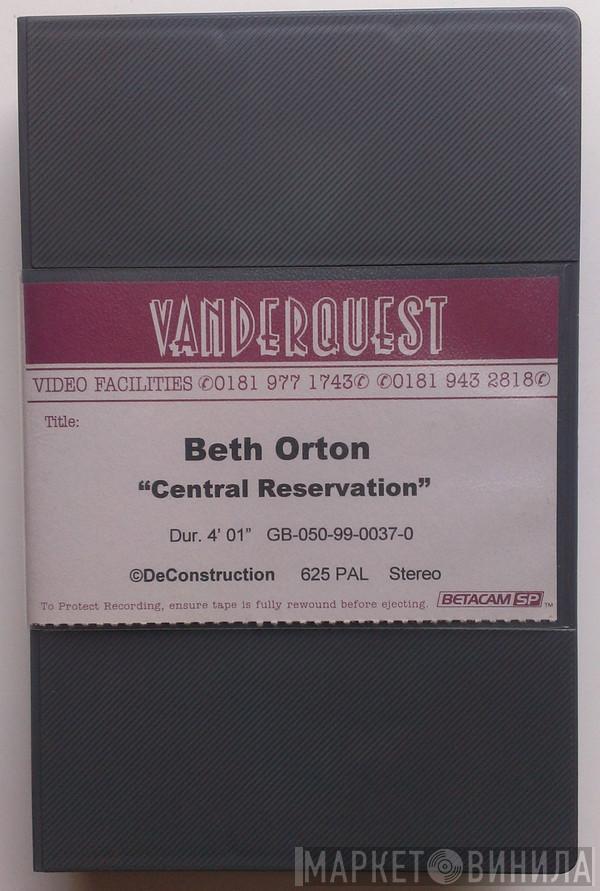 VANDERQUEST
VIDEO FACILITIES ✆0181 977 1743✆ ✆0181 943 2818✆
Title:
Beth Orton
“Central Reservation”
Dur. 4’ 01” GB-050-99-0037-0
©DeConstruction 625 PAL Stereo
To Protect Recording, ensure tape is fully rewound before ejecting. BETACAM SP ™
МАРКЕТ ВИНИЛА